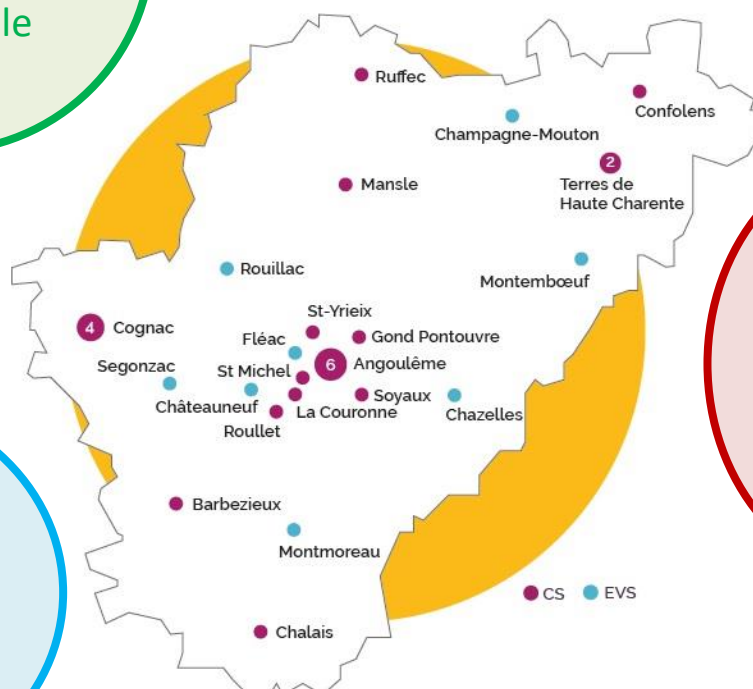 le
Ruffec
Confolens
Champagne-Mouton
2
Mansle
Terres de
Haute Charente
Rouillac
Montembœuf
St-Yrieix
4
Cognac
Gond Pontouvre
Fléac
6
Angoulême
Segonzac
St Michel
Châteauneuf
Soyaux
La Couronne
Chazelles
Roullet
Barbezieux
Montmoreau
CS
EVS
Chalais